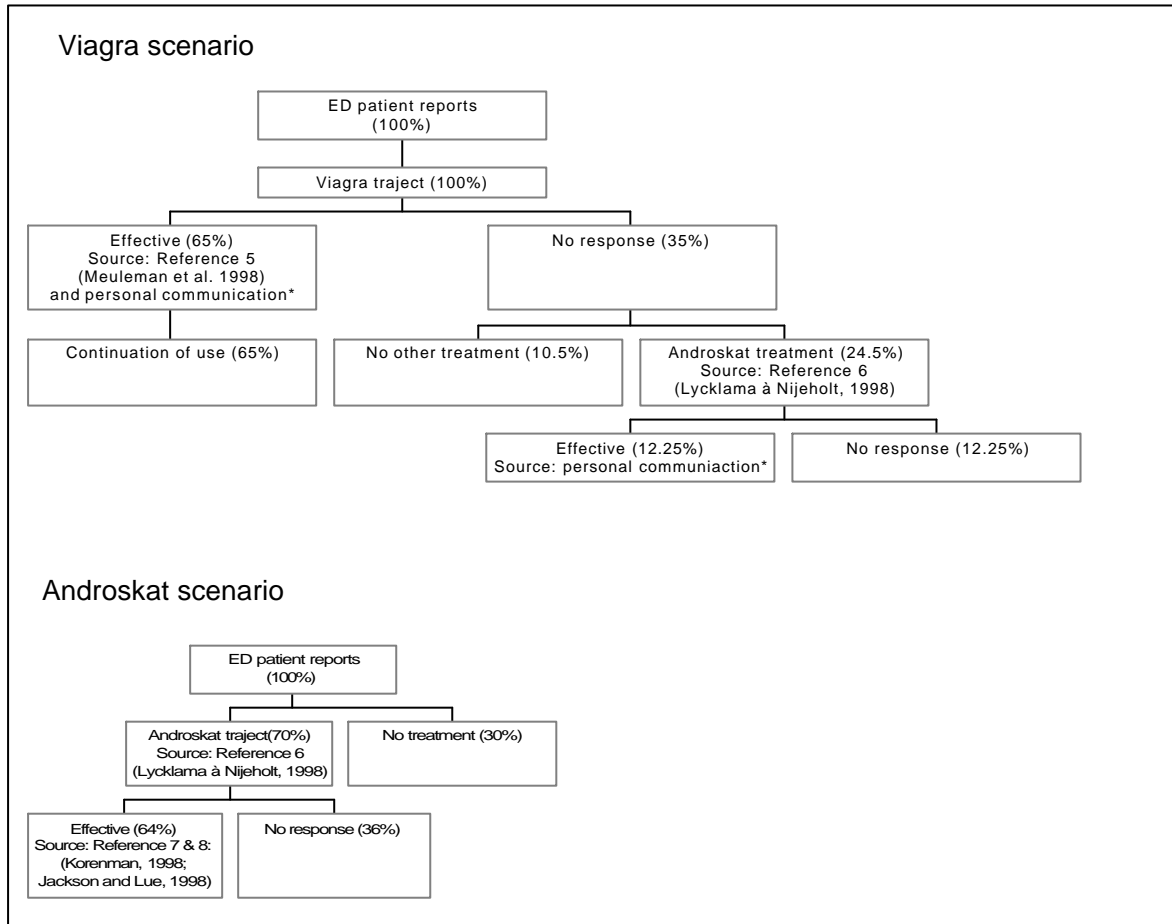 Viagra scenario
ED patient reports
(100%)
Viagra traject (100%)
Effective (65%)
Source: Reference 5
(Meuleman et al. 1998)
and personal communication*
No response (35%)
Continuation of use (65%)
No other treatment (10.5%)
Androskat treatment (24.5%)
Source: Reference 6
(Lycklama à Nijeholt, 1998)
Effective (12.25%)
Source: personal communiaction*
No response (12.25%)
Androskat scenario
ED patient reports
(100%)
Androskat traject(70%)
Source: Reference 6
(Lycklama à Nijeholt, 1998)
No treatment (30%)
Effective (64%)
Source: Reference 7 & 8:
(Korenman, 1998;
Jackson and Lue, 1998)
No response (36%)